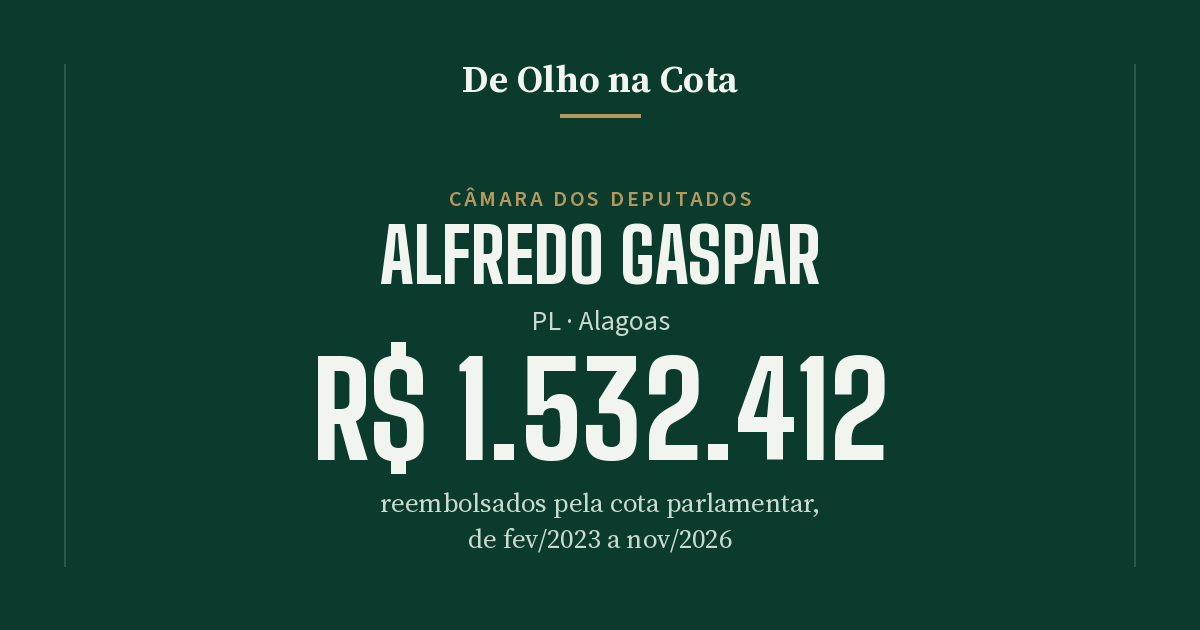 De Olho na Cota
CÂMARA DOS DEPUTADOS
ALFREDO GASPAR
PL · Alagoas
R$ 1.532.412
reembolsados pela cota parlamentar,
de fev/2023 a nov/2026